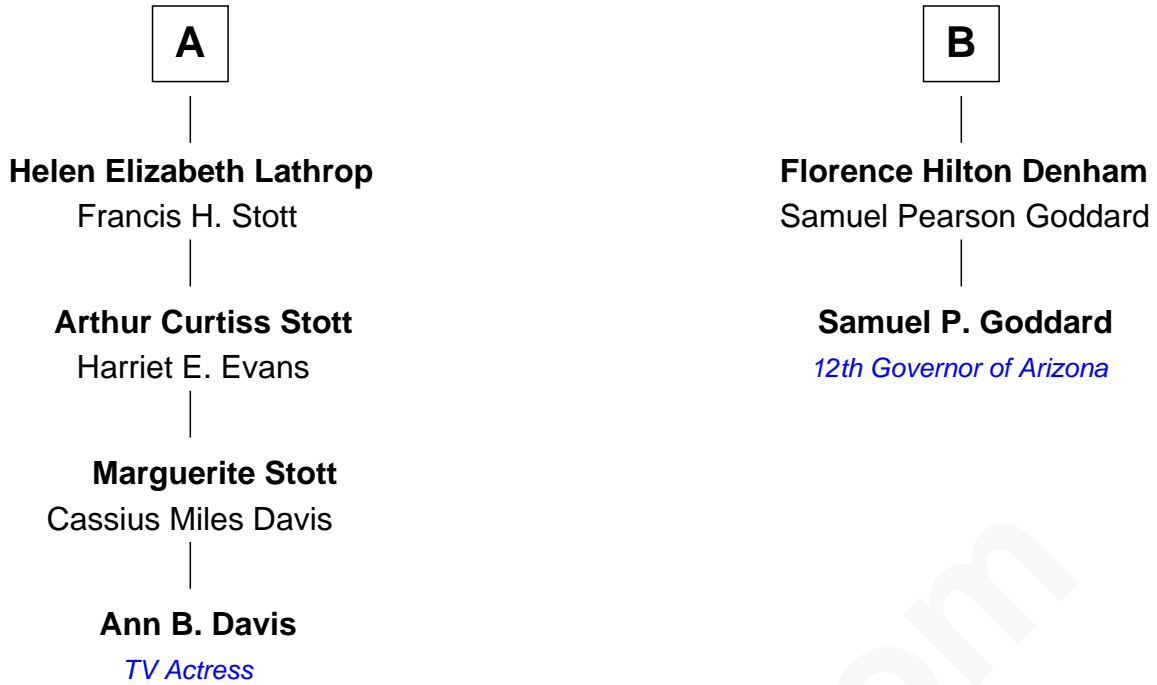 A
Helen Elizabeth Lathrop
Francis H. Stott
Arthur Curtiss Stott
Harriet E. Evans
Marguerite Stott
Cassius Miles Davis
Ann B. Davis
TV Actress
B
Florence Hilton Denham
Samuel Pearson Goddard
Samuel P. Goddard
12th Governor of Arizona
om